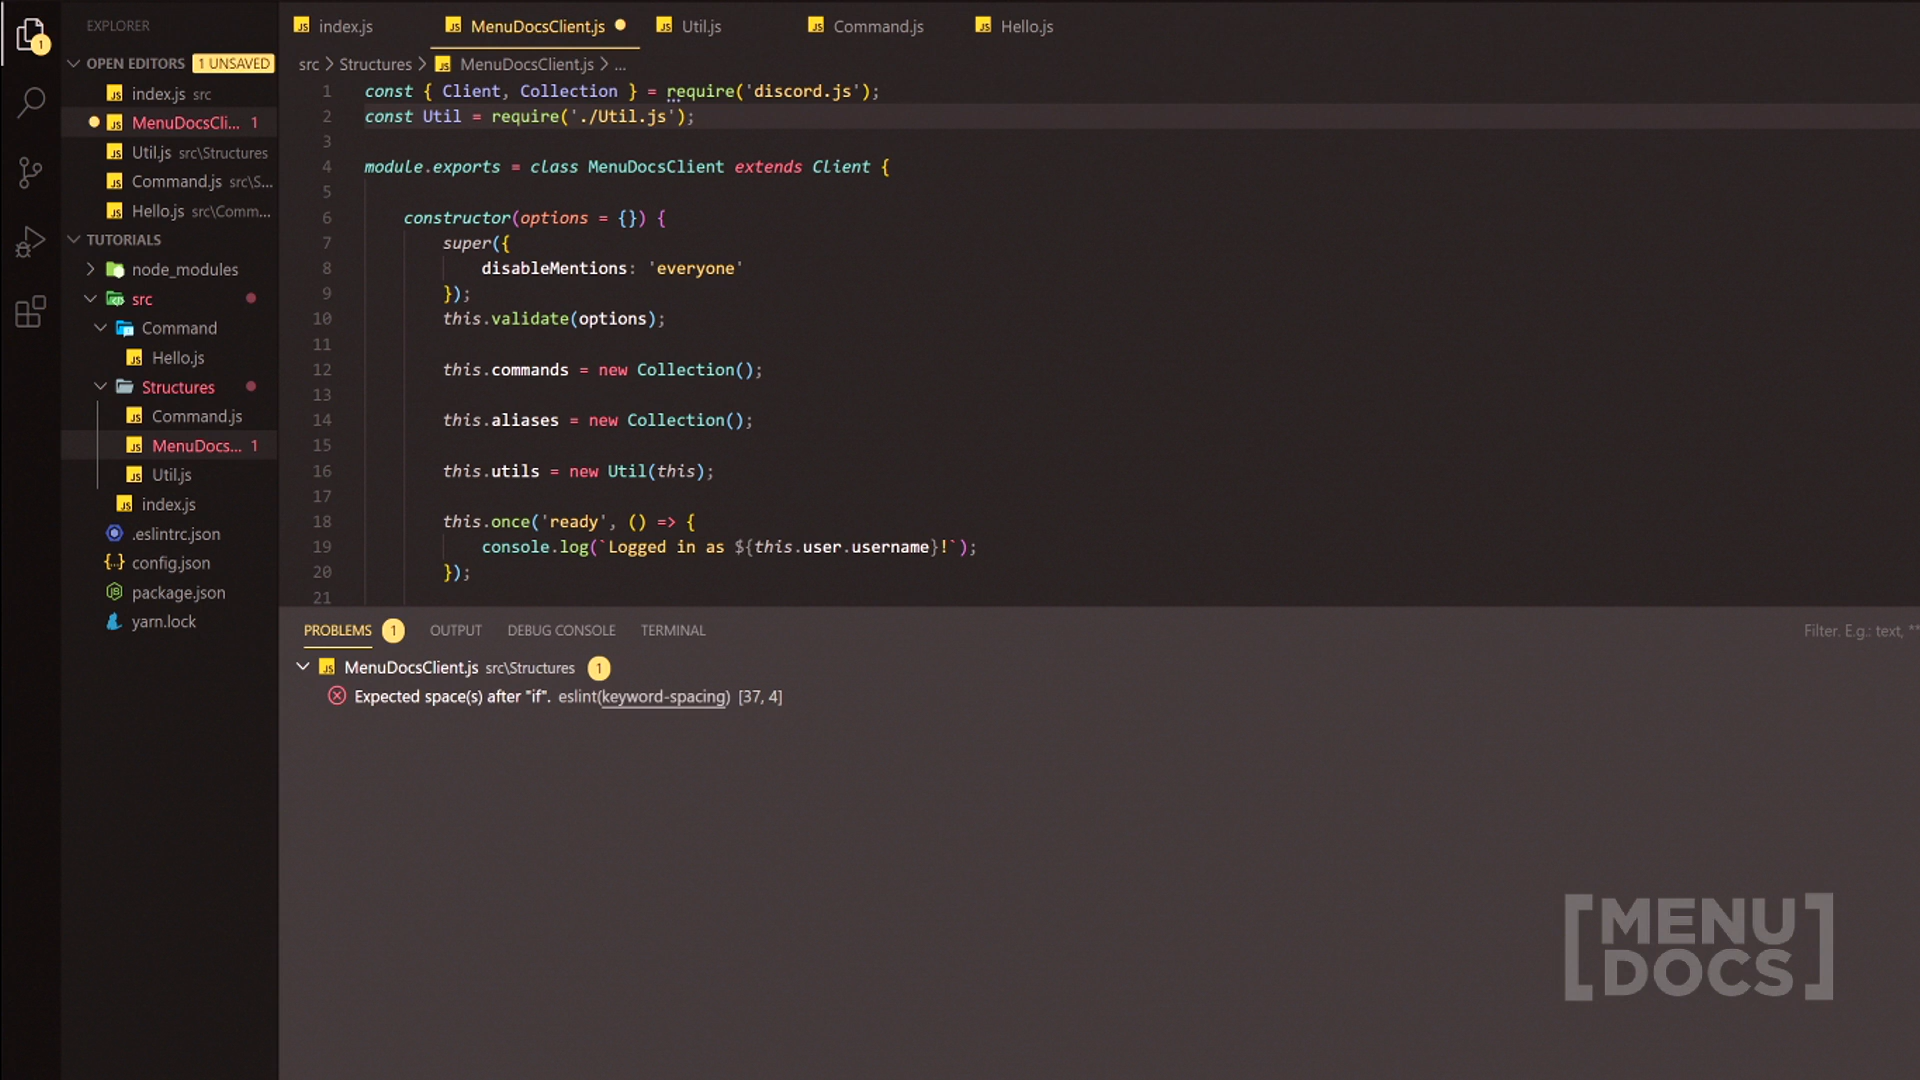 EXPLORER
OPEN EDITORS 1 UNSAVED
index.js src
MenuDocsCli... 1
Util.js src\Structures
Command.js src\S...
Hello.js src\Comm...
TUTORIALS
node_modules
src
Command
Hello.js
Structures
Command.js
MenuDocs... 1
Util.js
index.js
.eslintrc.json
config.json
package.json
yarn.lock
1
index.js
MenuDocsClient.js
Util.js
Command.js
Hello.js
src > Structures > MenuDocsClient.js > ...
1 const { Client, Collection } = require('discord.js');
2 const Util = require('./Util.js');
3
4 module.exports = class MenuDocsClient extends Client {
5
6 constructor(options = {}) {
7 super({
8 disableMentions: 'everyone'
9 });
10 this.validate(options);
11
12 this.commands = new Collection();
13
14 this.aliases = new Collection();
15
16 this.utils = new Util(this);
17
18 this.once('ready', () => {
19 console.log(`Logged in as ${this.user.username}!`);
20 });
21
PROBLEMS 1 OUTPUT DEBUG CONSOLE TERMINAL Filter. E.g.: text, **
MenuDocsClient.js src\Structures 1
Expected space(s) after "if". eslint(keyword-spacing) [37, 4]
[MENU
DOCS]